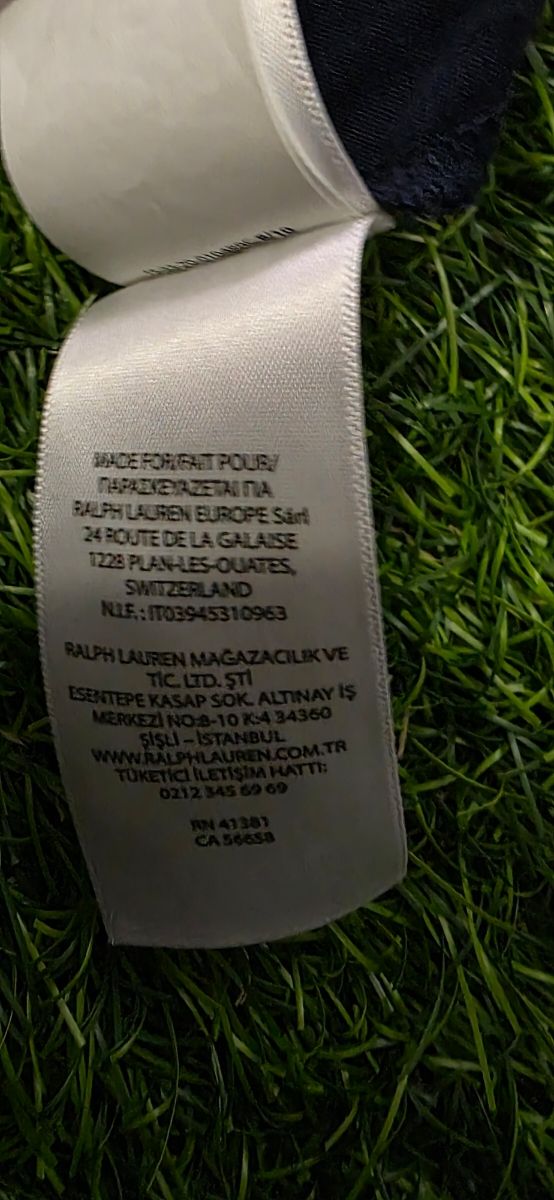 MADE FOR/FAIT POUR/
ΠΑΡΑΣΚΕΥΑΖΕΤΑΙ ΓΙΑ
RALPH LAUREN EUROPE Sàrl
24 ROUTE DE LA GALAISE
1228 PLAN-LES-OUATES,
SWITZERLAND
N.I.F.: IT03945310963
RALPH LAUREN MAĞAZACILIK VE
TİC. LTD. ŞTİ
ESENTEPE KASAP SOK. ALTINAY İŞ
MERKEZİ NO:8-10 K:4 34360
ŞİŞLİ – İSTANBUL
WWW.RALPHLAUREN.COM.TR
TÜKETİCİ İLETİŞİM HATTI:
0212 345 69 69
RN 41381
CA 56658